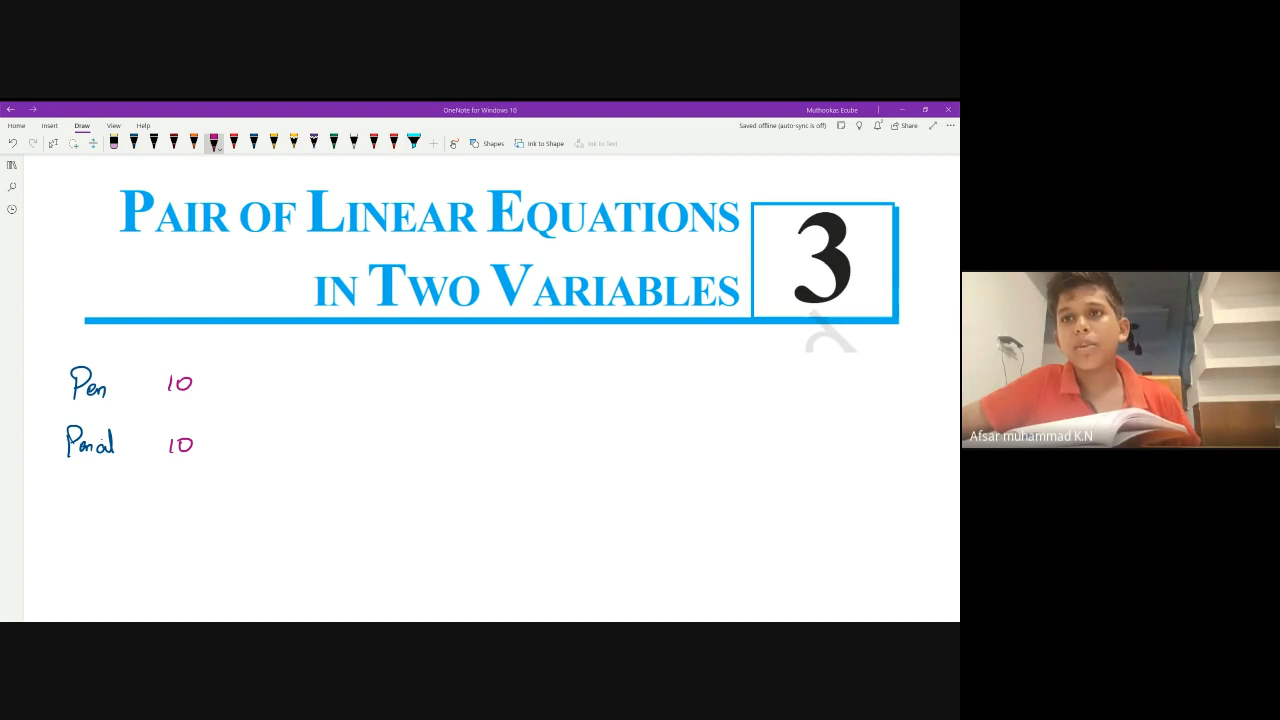 OneNote for Windows 10
Muthookas Ecube
Home Insert Draw View Help
Saved offline (auto-sync is off)
Share
Shapes
Ink to Shape
Ink to Text
PAIR OF LINEAR EQUATIONS
IN TWO VARIABLES
3
Pen 10
Pencil 10
Afsar muhammad K.N